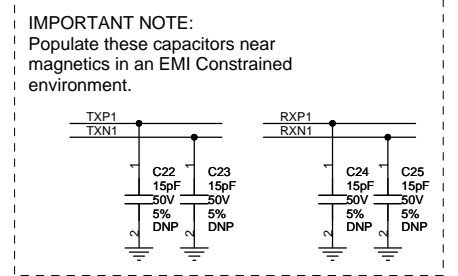 IMPORTANT NOTE:
Populate these capacitors near
magnetics in an EMI Constrained
environment.
TXP1
TXN1
RXP1
RXN1
1
C22
15pF
50V
5%
DNP
2
1
C23
15pF
50V
5%
DNP
2
1
C24
15pF
50V
5%
DNP
2
1
C25
15pF
50V
5%
DNP
2